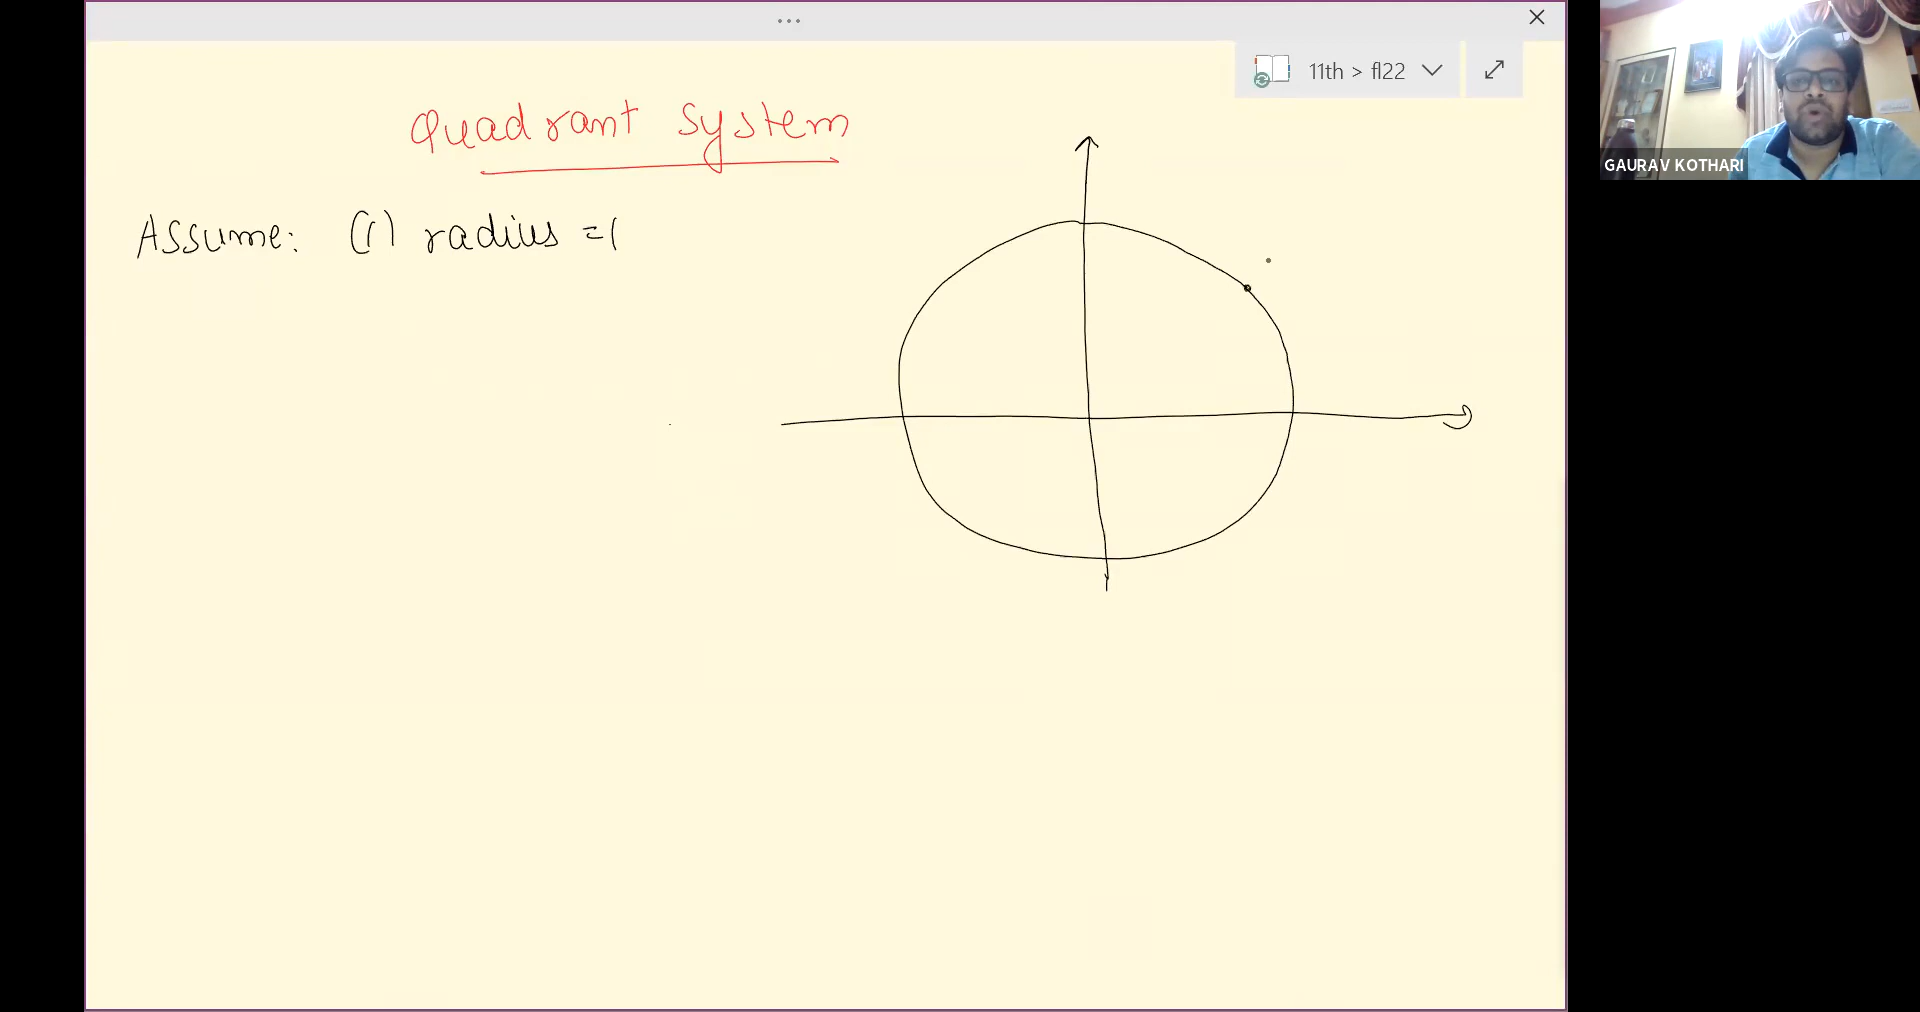 11th > fl22
GAURAV KOTHARI
Quadrant system
Assume: (1) radius = 1